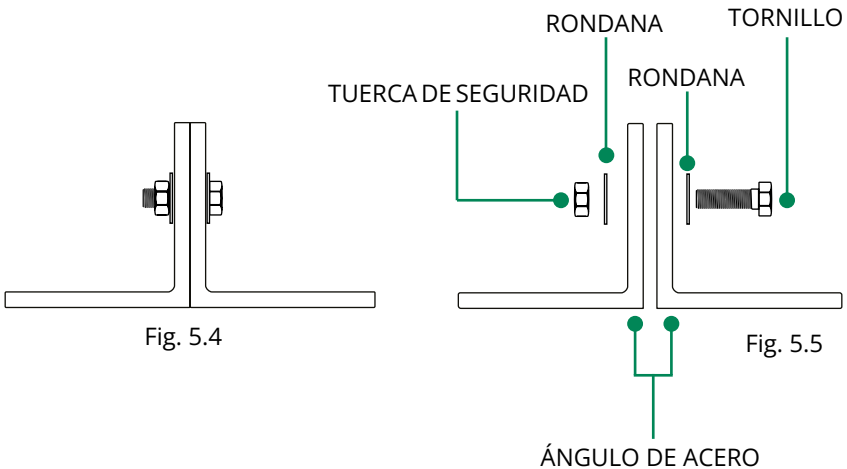 RONDANA
TORNILLO
RONDANA
TUERCA DE SEGURIDAD
Fig. 5.4
Fig. 5.5
ÁNGULO DE ACERO